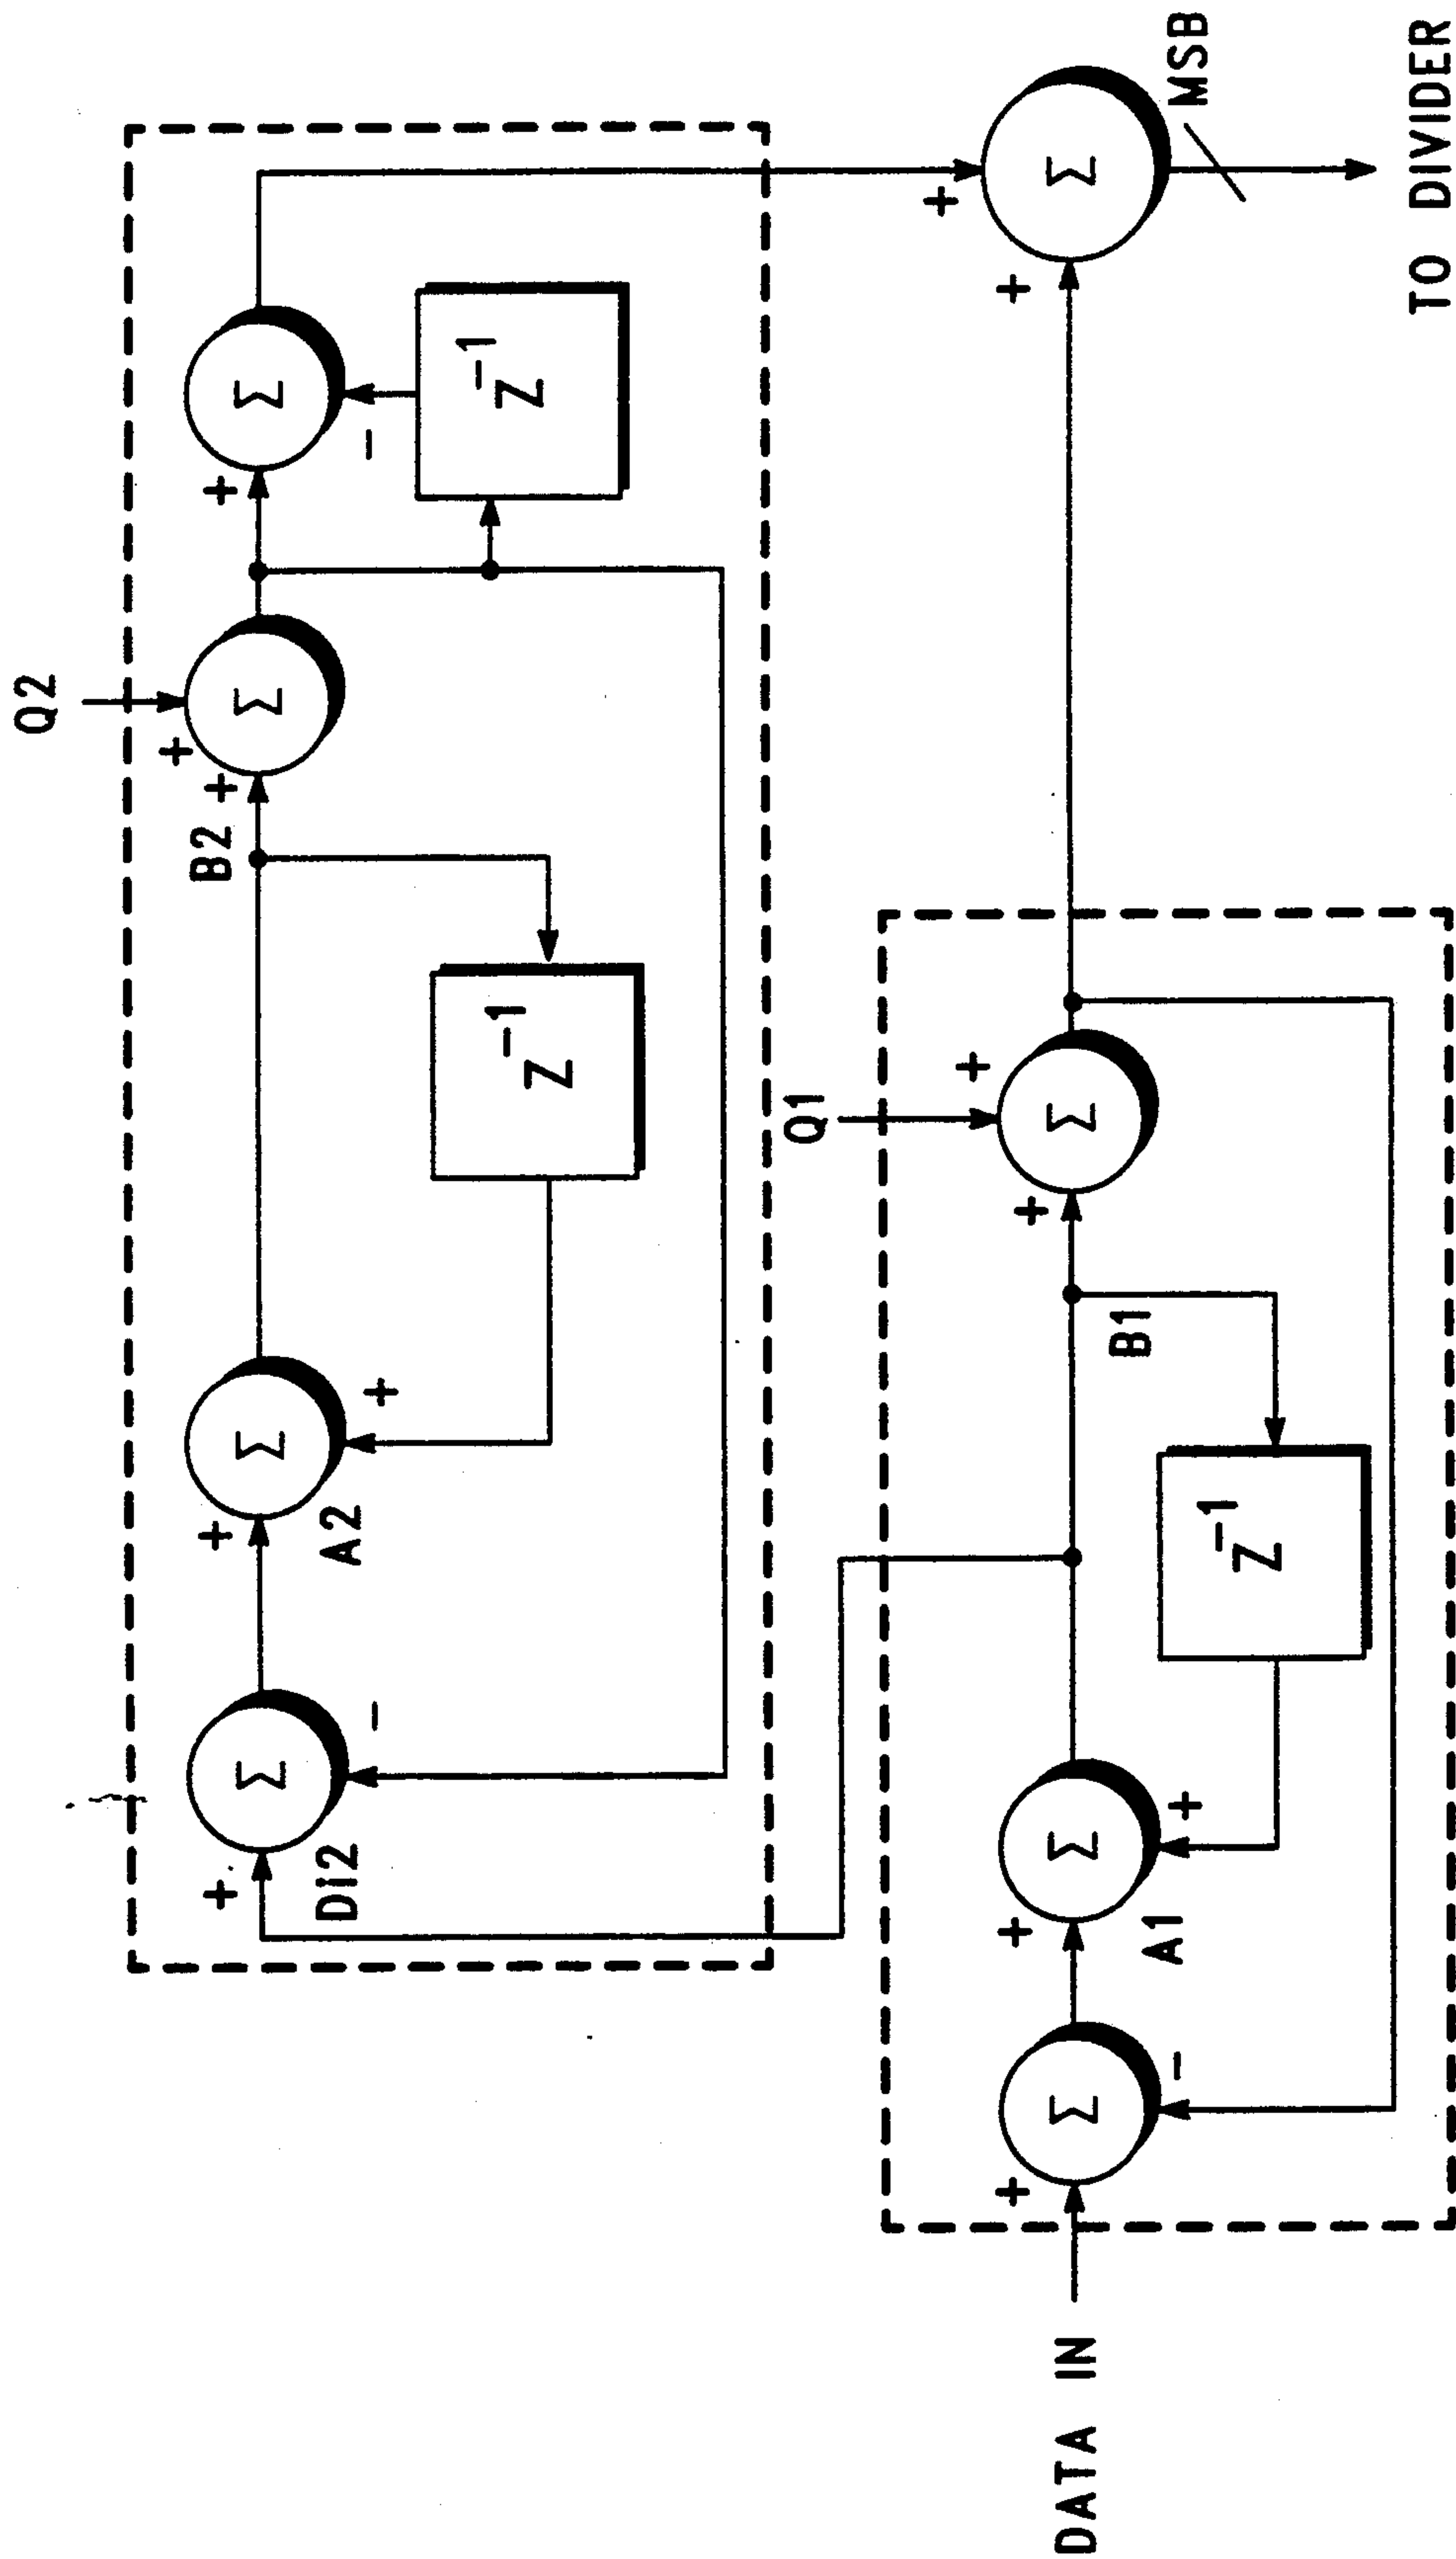 Q2
+
+ + + +
B2
Σ Σ Σ Σ
Di2 A2
− + −
Z⁻¹
Z⁻¹
Q1
+
+
+ + + +
DATA IN Σ Σ Σ Σ
A1 B1
− +
MSB
Z⁻¹
TO DIVIDER